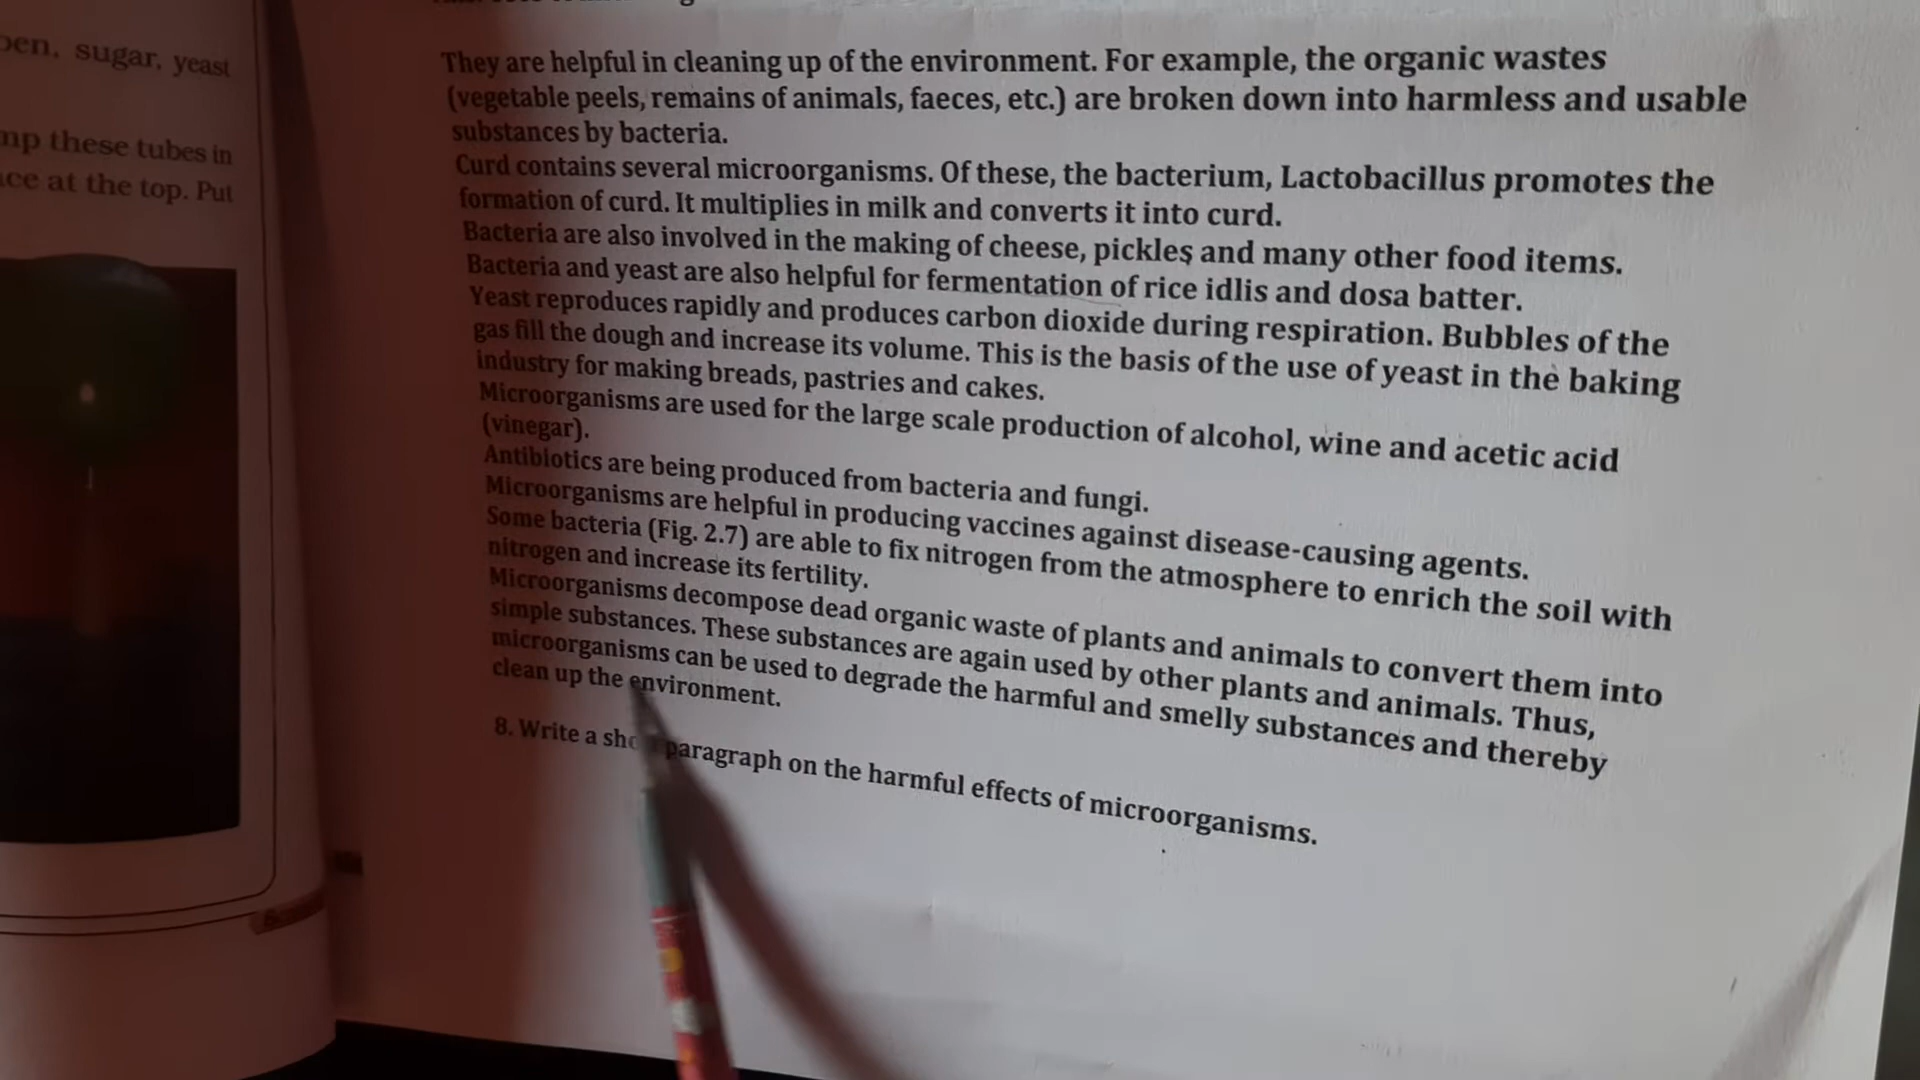 sugar, yeast
these tubes in
at the top. Put
They are helpful in cleaning up of the environment. For example, the organic wastes
(vegetable peels, remains of animals, faeces, etc.) are broken down into harmless and usable
substances by bacteria.
Curd contains several microorganisms. Of these, the bacterium, Lactobacillus promotes the
formation of curd. It multiplies in milk and converts it into curd.
Bacteria are also involved in the making of cheese, pickles and many other food items.
Bacteria and yeast are also helpful for fermentation of rice idlis and dosa batter.
Yeast reproduces rapidly and produces carbon dioxide during respiration. Bubbles of the
gas fill the dough and increase its volume. This is the basis of the use of yeast in the baking
industry for making breads, pastries and cakes.
Microorganisms are used for the large scale production of alcohol, wine and acetic acid
(vinegar).
Antibiotics are being produced from bacteria and fungi.
Microorganisms are helpful in producing vaccines against disease-causing agents.
Some bacteria (Fig. 2.7) are able to fix nitrogen from the atmosphere to enrich the soil with
nitrogen and increase its fertility.
Microorganisms decompose dead organic waste of plants and animals to convert them into
simple substances. These substances are again used by other plants and animals. Thus,
microorganisms can be used to degrade the harmful and smelly substances and thereby
clean up the environment.
8. Write a paragraph on the harmful effects of microorganisms.